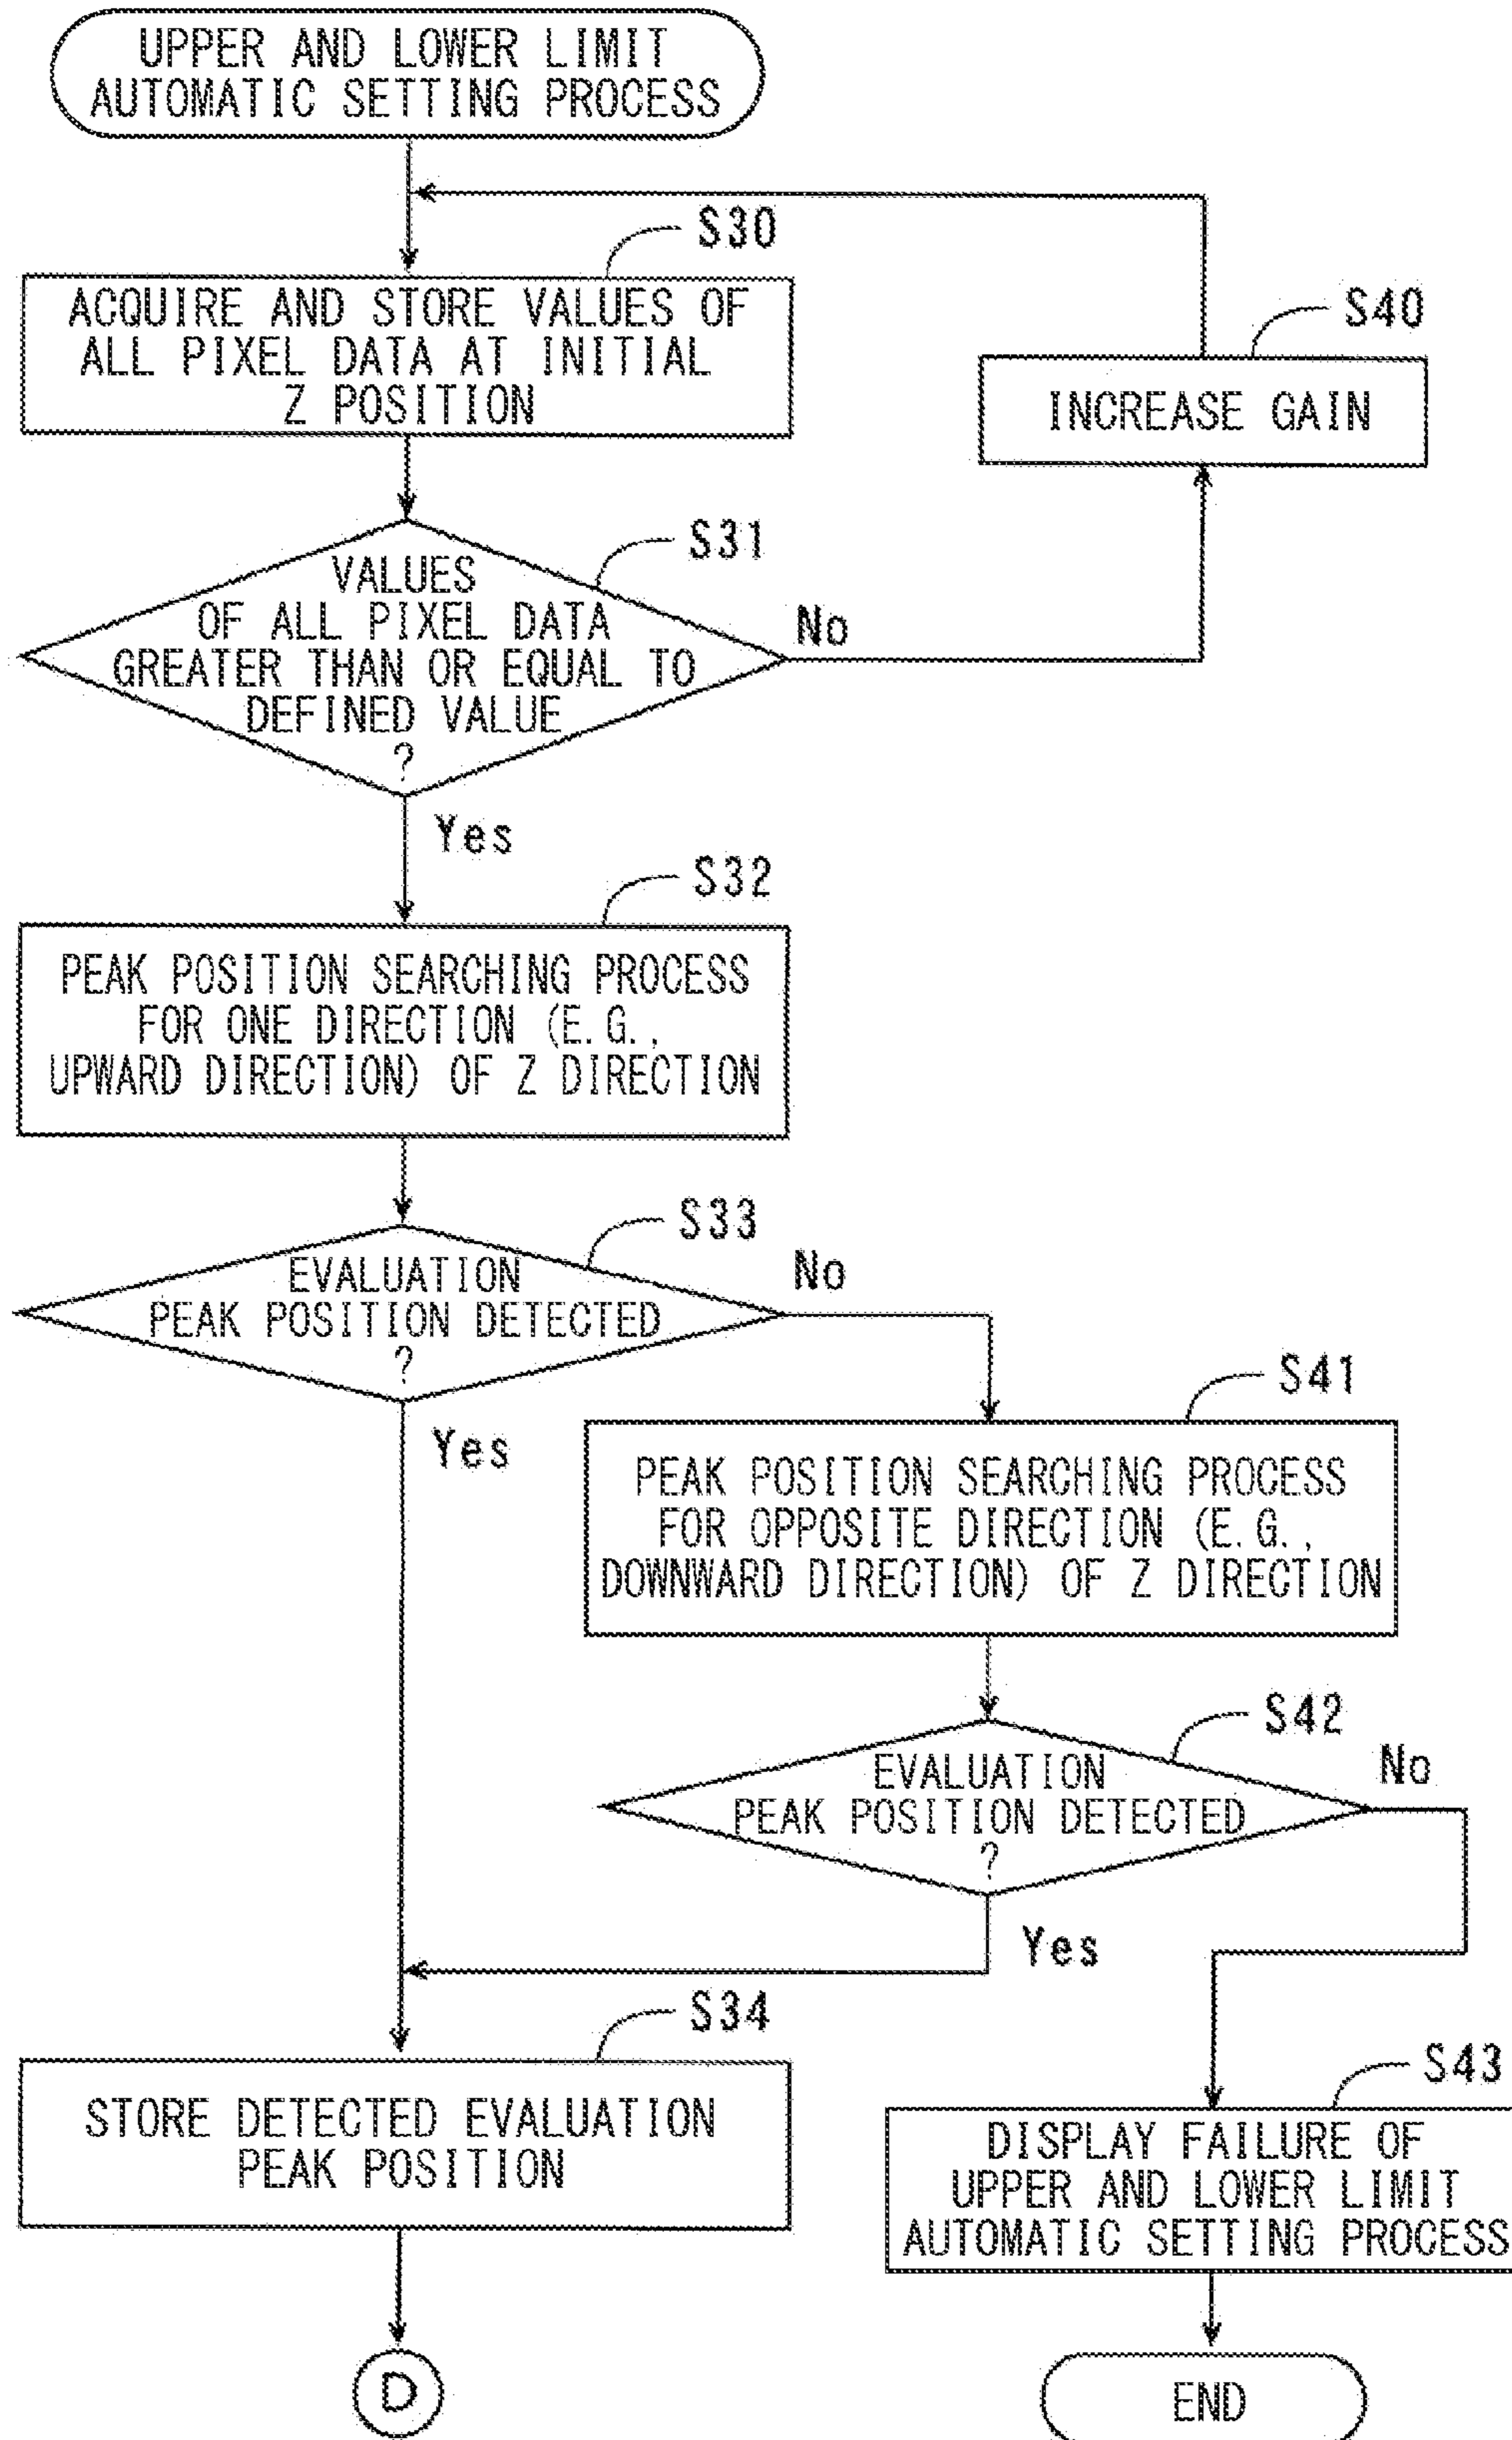 UPPER AND LOWER LIMIT
AUTOMATIC SETTING PROCESS
S30
ACQUIRE AND STORE VALUES OF
ALL PIXEL DATA AT INITIAL
Z POSITION
S40
INCREASE GAIN
S31
VALUES
OF ALL PIXEL DATA
GREATER THAN OR EQUAL TO
DEFINED VALUE
?
No
Yes
S32
PEAK POSITION SEARCHING PROCESS
FOR ONE DIRECTION (E.G.,
UPWARD DIRECTION) OF Z DIRECTION
S33
EVALUATION
PEAK POSITION DETECTED
?
No
Yes
S41
PEAK POSITION SEARCHING PROCESS
FOR OPPOSITE DIRECTION (E.G.,
DOWNWARD DIRECTION) OF Z DIRECTION
S42
EVALUATION
PEAK POSITION DETECTED
?
No
Yes
S34
STORE DETECTED EVALUATION
PEAK POSITION
S43
DISPLAY FAILURE OF
UPPER AND LOWER LIMIT
AUTOMATIC SETTING PROCESS
D
END